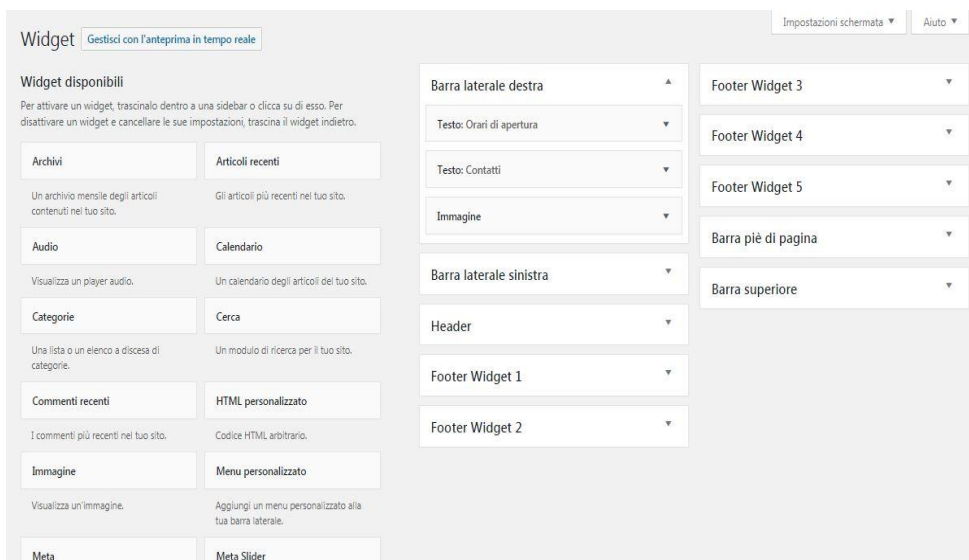 Impostazioni schermata ▼
Aiuto ▼
Widget
Gestisci con l'anteprima in tempo reale
Widget disponibili
Per attivare un widget, trascinalo dentro a una sidebar o clicca su di esso. Per
disattivare un widget e cancellare le sue impostazioni, trascina il widget indietro.
Archivi
Un archivio mensile degli articoli
contenuti nel tuo sito.
Articoli recenti
Gli articoli più recenti nel tuo sito.
Audio
Visualizza un player audio.
Calendario
Un calendario degli articoli del tuo sito.
Categorie
Una lista o un elenco a discesa di
categorie.
Cerca
Un modulo di ricerca per il tuo sito.
Commenti recenti
I commenti più recenti nel tuo sito.
HTML personalizzato
Codice HTML arbitrario.
Immagine
Visualizza un'immagine.
Menu personalizzato
Aggiungi un menu personalizzato alla
tua barra laterale.
Meta
Meta Slider
Barra laterale destra
Testo: Orari di apertura
Testo: Contatti
Immagine
Barra laterale sinistra
Header
Footer Widget 1
Footer Widget 2
Footer Widget 3
Footer Widget 4
Footer Widget 5
Barra piè di pagina
Barra superiore